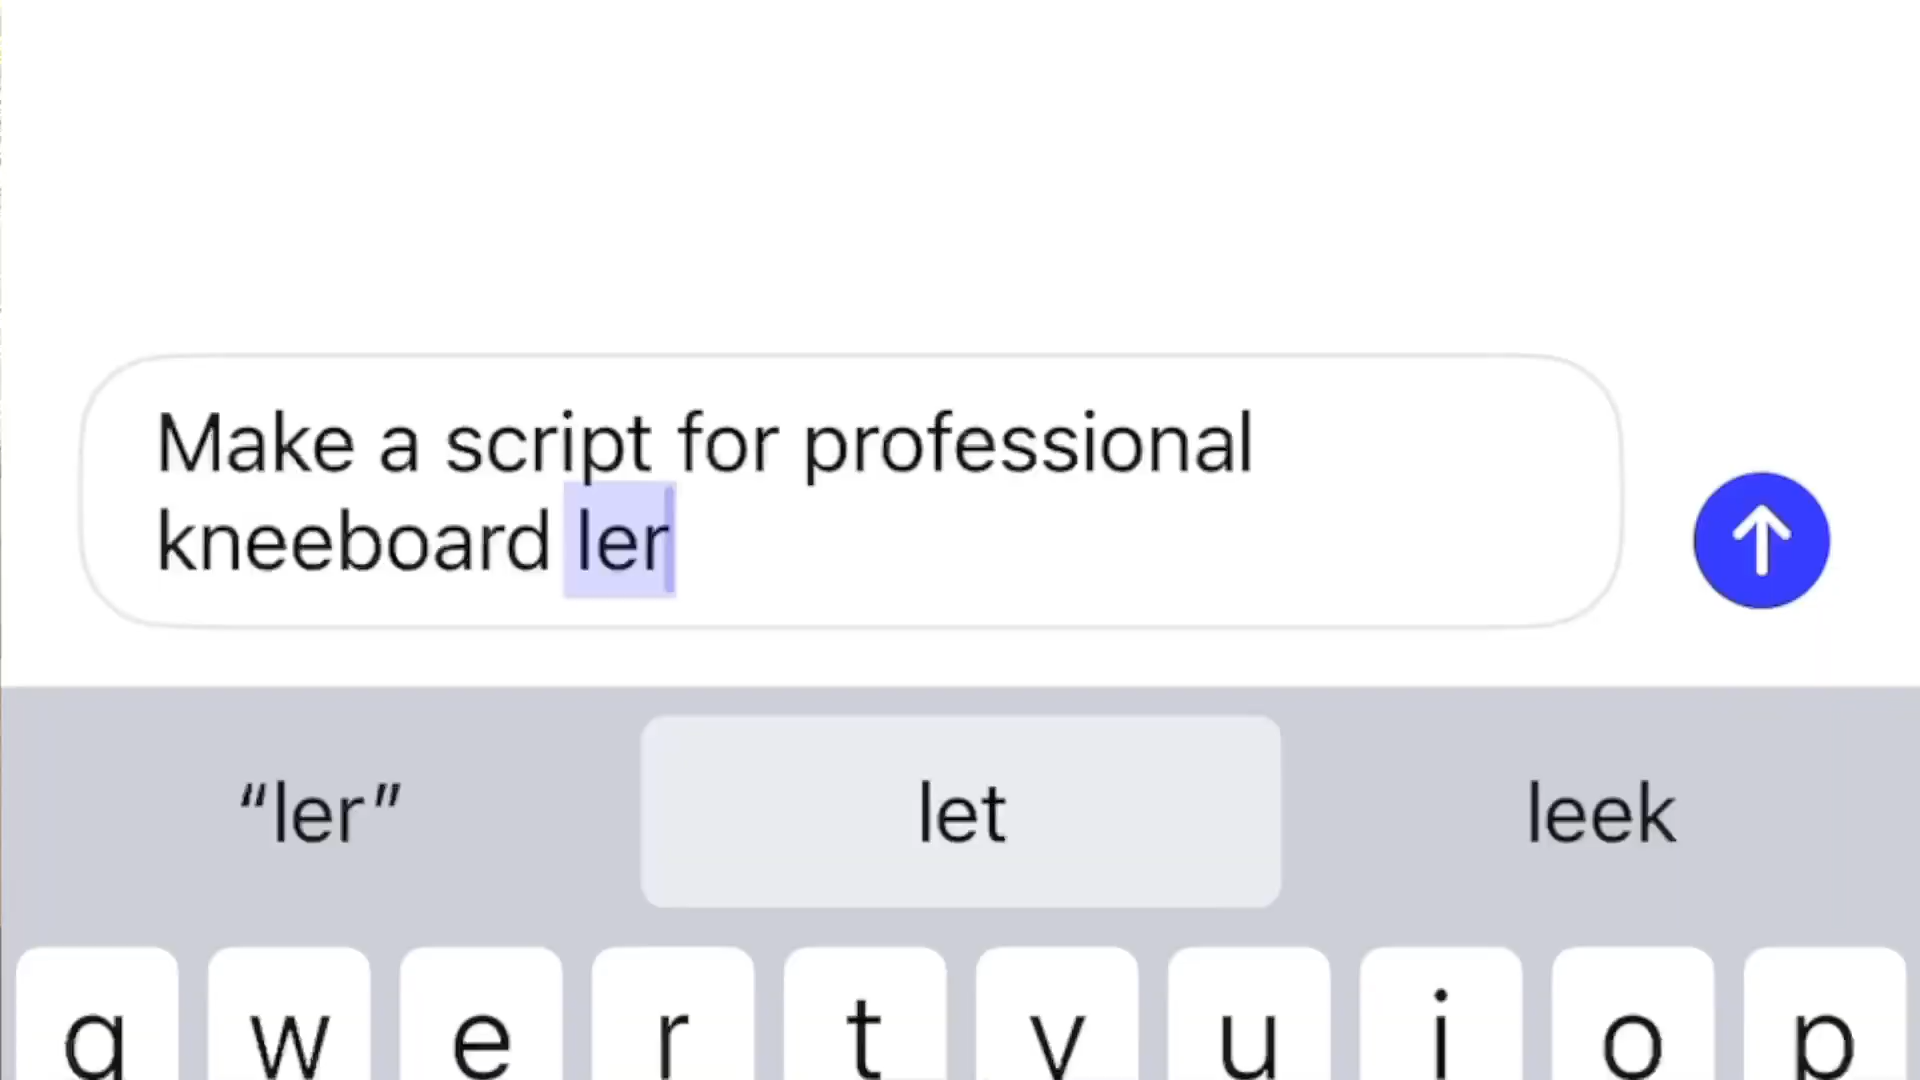 Make a script for professional
kneeboard ler
“ler” let leek
q w e r t y u i o p